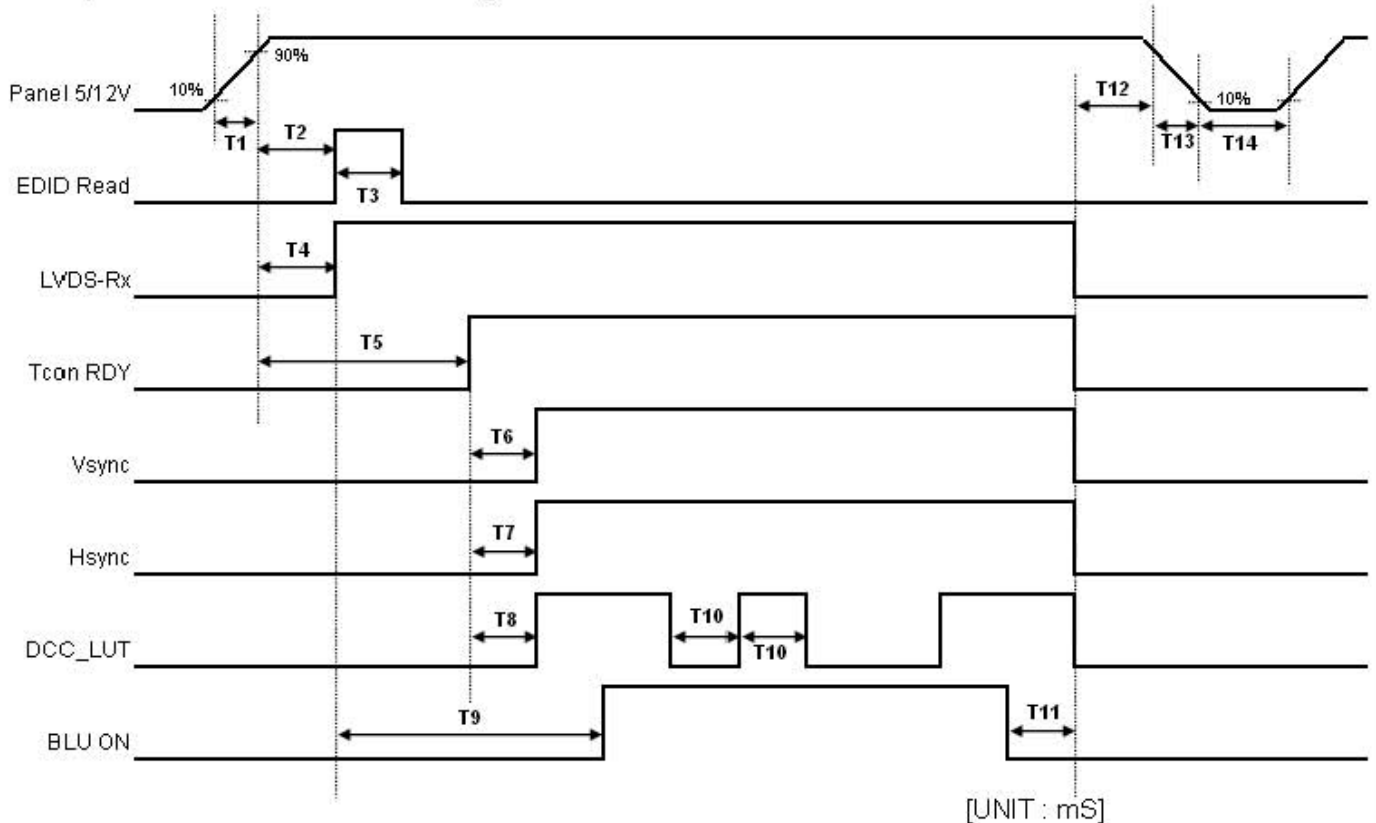 90%
Panel 5/12V
10%
T1
T2
T12
10%
T13
T14
EDID Read
T3
LVDS-Rx
T4
Tcon RDY
T5
Vsync
T6
Hsync
T7
DCC_LUT
T8
T10
T10
BLU ON
T9
T11
[UNIT : mS]